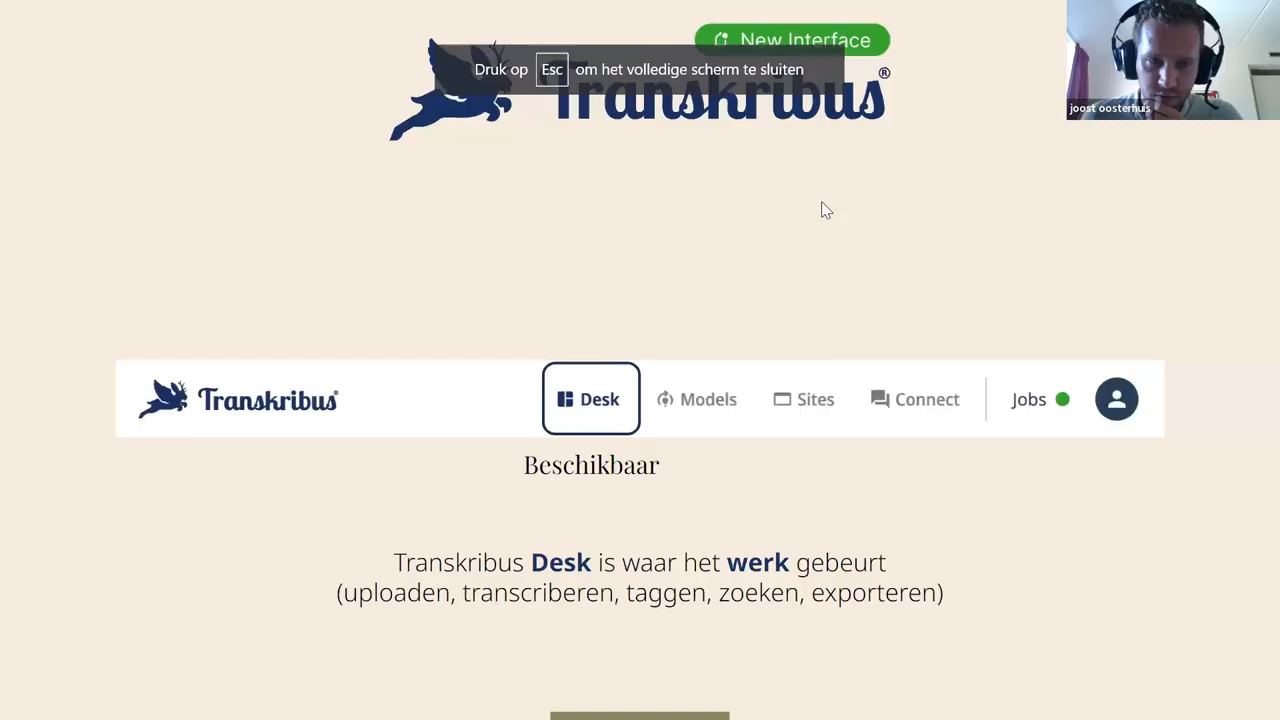 New Interface
Druk op Esc om het volledige scherm te sluiten
Transkribus®
joost oosterhuis
Transkribus® Desk Models Sites Connect Jobs
Beschikbaar
Transkribus Desk is waar het werk gebeurt
(uploaden, transcriberen, taggen, zoeken, exporteren)